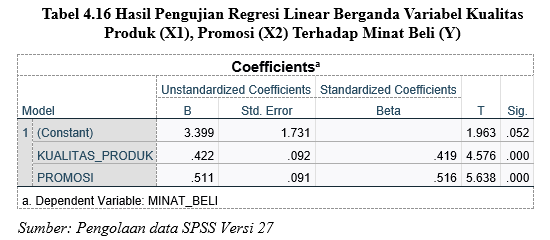 Tabel 4.16 Hasil Pengujian Regresi Linear Berganda Variabel Kualitas
Produk (X1), Promosi (X2) Terhadap Minat Beli (Y)
Coefficientsa
Unstandardized Coefficients Standardized Coefficients
Model B Std. Error Beta T Sig.
1 (Constant) 3.399 1.731 1.963 .052
KUALITAS_PRODUK .422 .092 .419 4.576 .000
PROMOSI .511 .091 .516 5.638 .000
a. Dependent Variable: MINAT_BELI
Sumber: Pengolaan data SPSS Versi 27